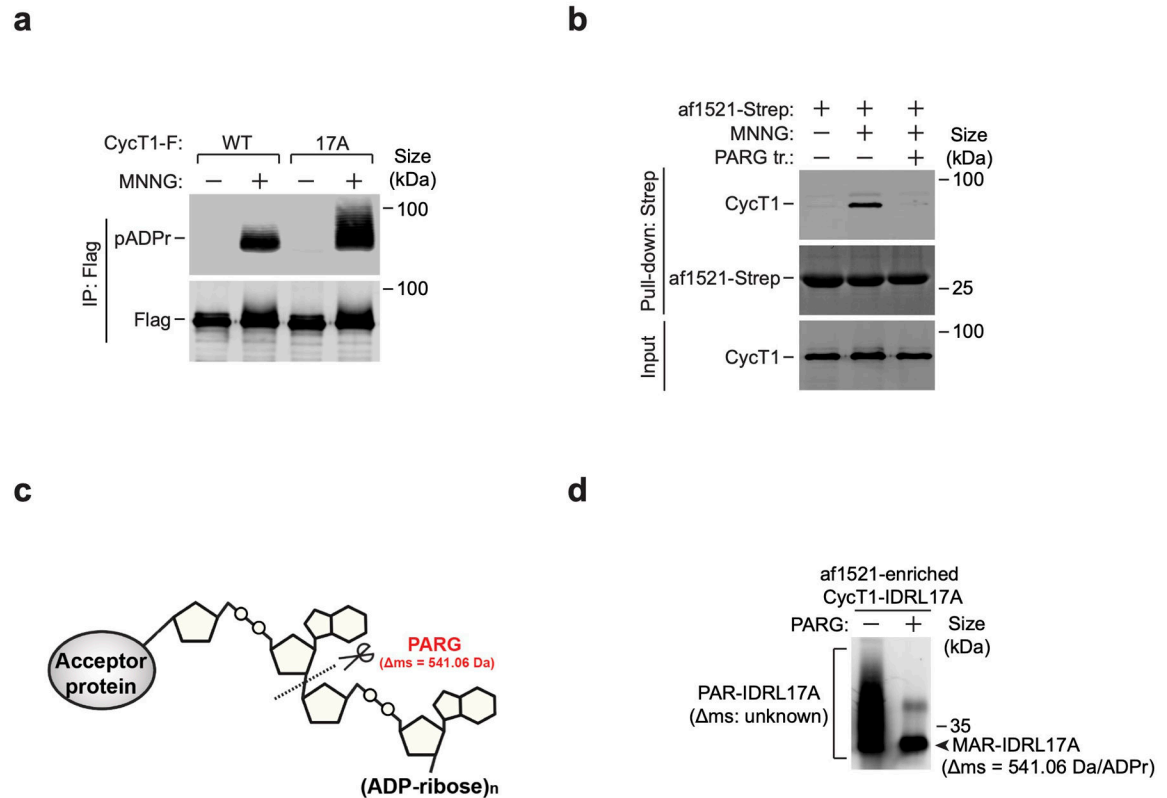 a
CycT1-F: WT 17A Size
MNNG: − + − + (kDa)
IP: Flag
pADPr − − 100
− 100
Flag −
b
af1521-Strep: + + +
MNNG: − + + Size
PARG tr.: − − + (kDa)
Pull-down: Strep
− 100
CycT1 −
af1521-Strep −
− 25
Input
− 100
CycT1 −
c
Acceptor
protein
PARG
(Δms = 541.06 Da)
(ADP-ribose)n
d
af1521-enriched
CycT1-IDRL17A
PARG: − + Size
(kDa)
PAR-IDRL17A
(Δms: unknown)
− 35
MAR-IDRL17A
(Δms = 541.06 Da/ADPr)